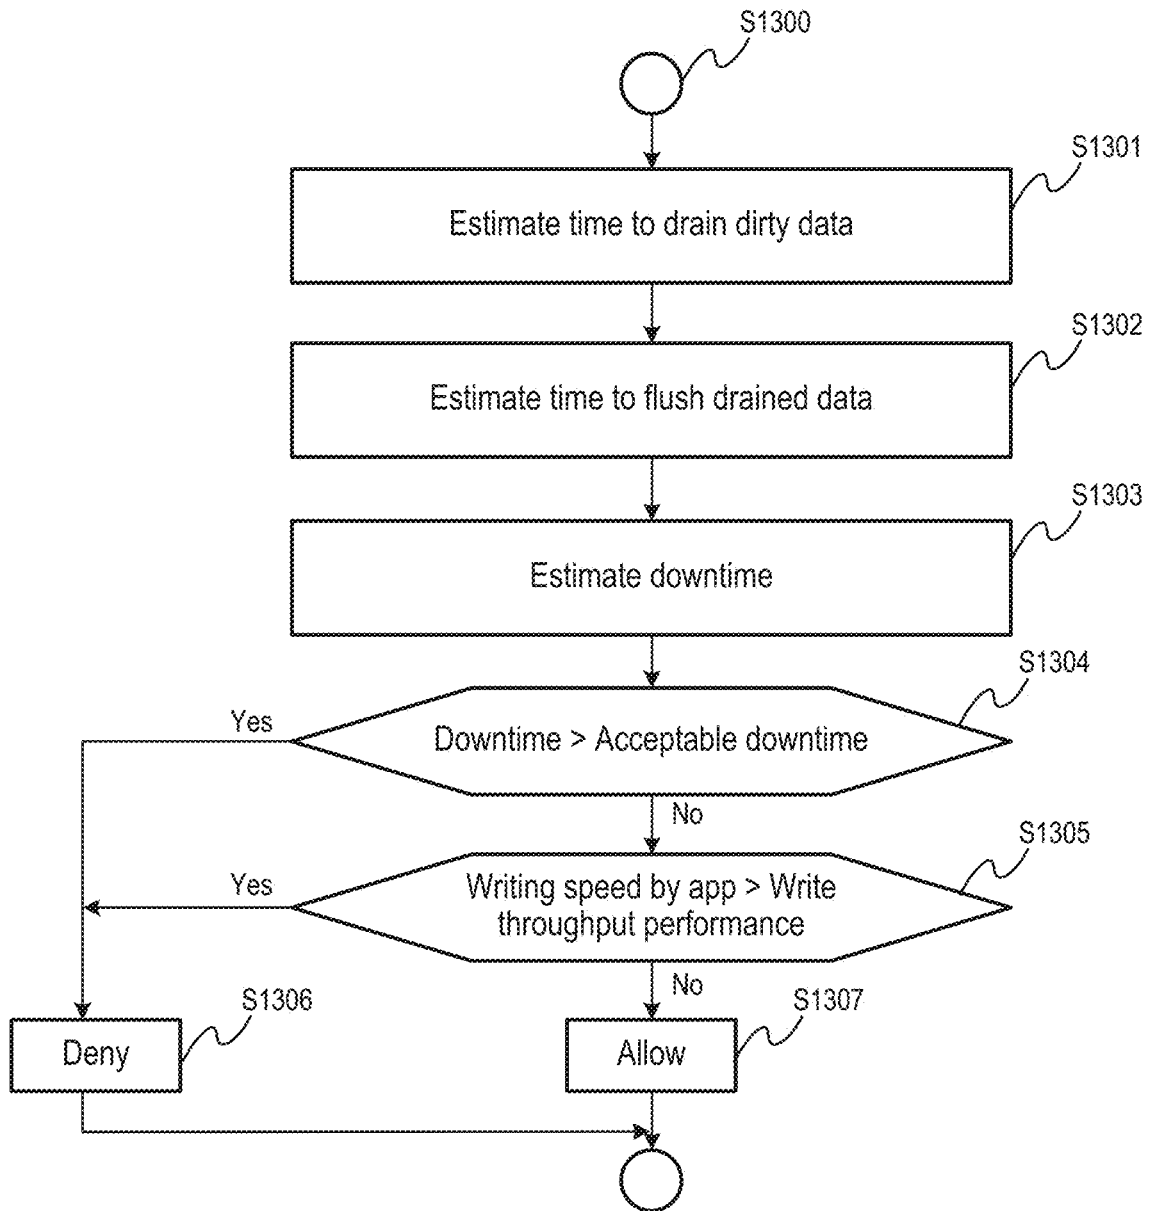 S1300
S1301
Estimate time to drain dirty data
S1302
Estimate time to flush drained data
S1303
Estimate downtime
S1304
Yes
Downtime > Acceptable downtime
No
S1305
Yes
Writing speed by app > Write
throughput performance
No
S1306
S1307
Deny
Allow